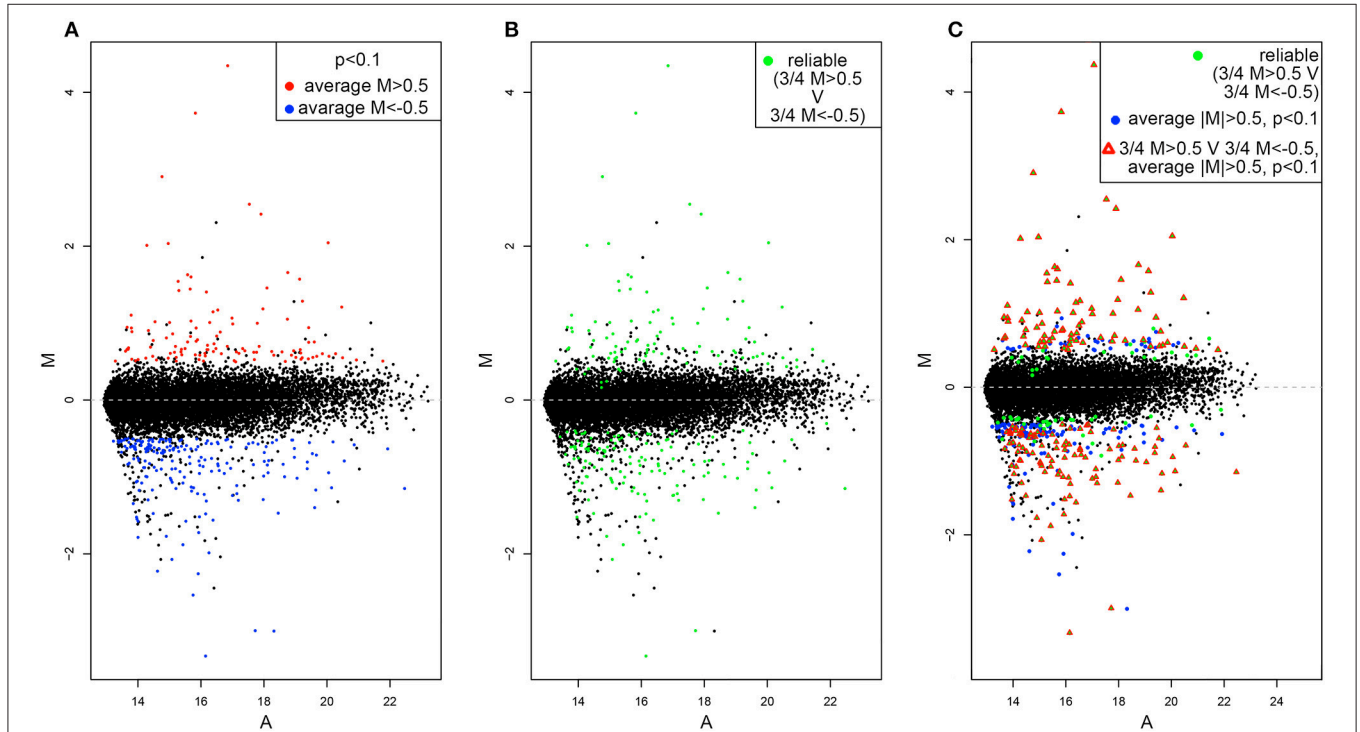 A
p<0.1
average M>0.5
avarage M<-0.5
M
4
2
0
−2
14 16 18 20 22
A
B
reliable
(3/4 M>0.5
V
3/4 M<-0.5)
M
4
2
0
−2
14 16 18 20 22
A
C
reliable
(3/4 M>0.5 V
3/4 M<-0.5)
average |M|>0.5, p<0.1
3/4 M>0.5 V 3/4 M<-0.5,
average |M|>0.5, p<0.1
M
4
2
0
−2
14 16 18 20 22 24
A